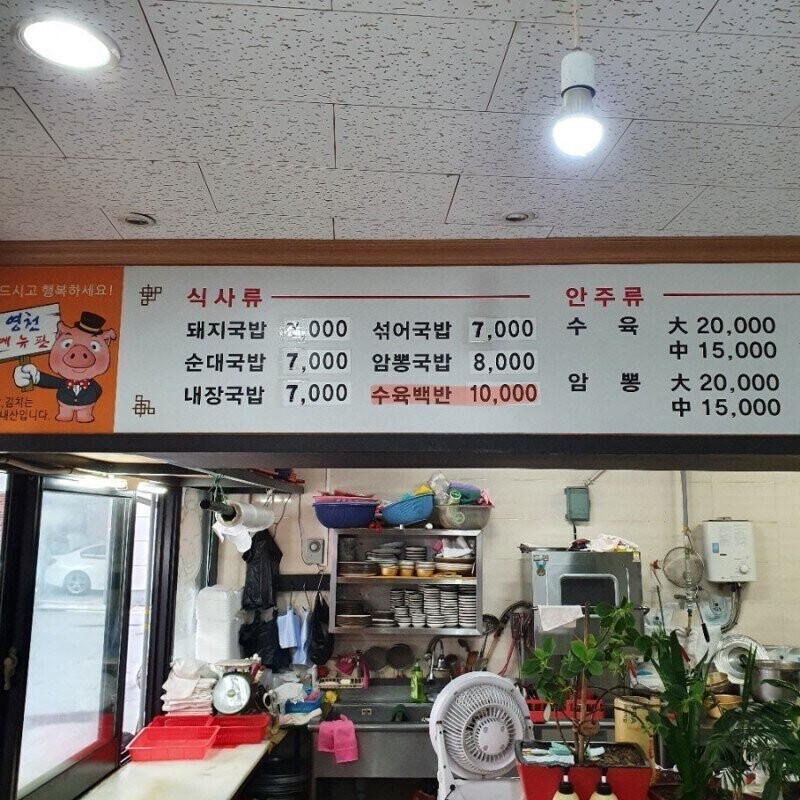 드시고 행복하세요!
영천
메뉴판
김치는
내산입니다.
식사류
돼지국밥 7,000
순대국밥 7,000
내장국밥 7,000
섞어국밥 7,000
암뽕국밥 8,000
수육백반 10,000
안주류
수육 大 20,000
中 15,000
암뽕 大 20,000
中 15,000